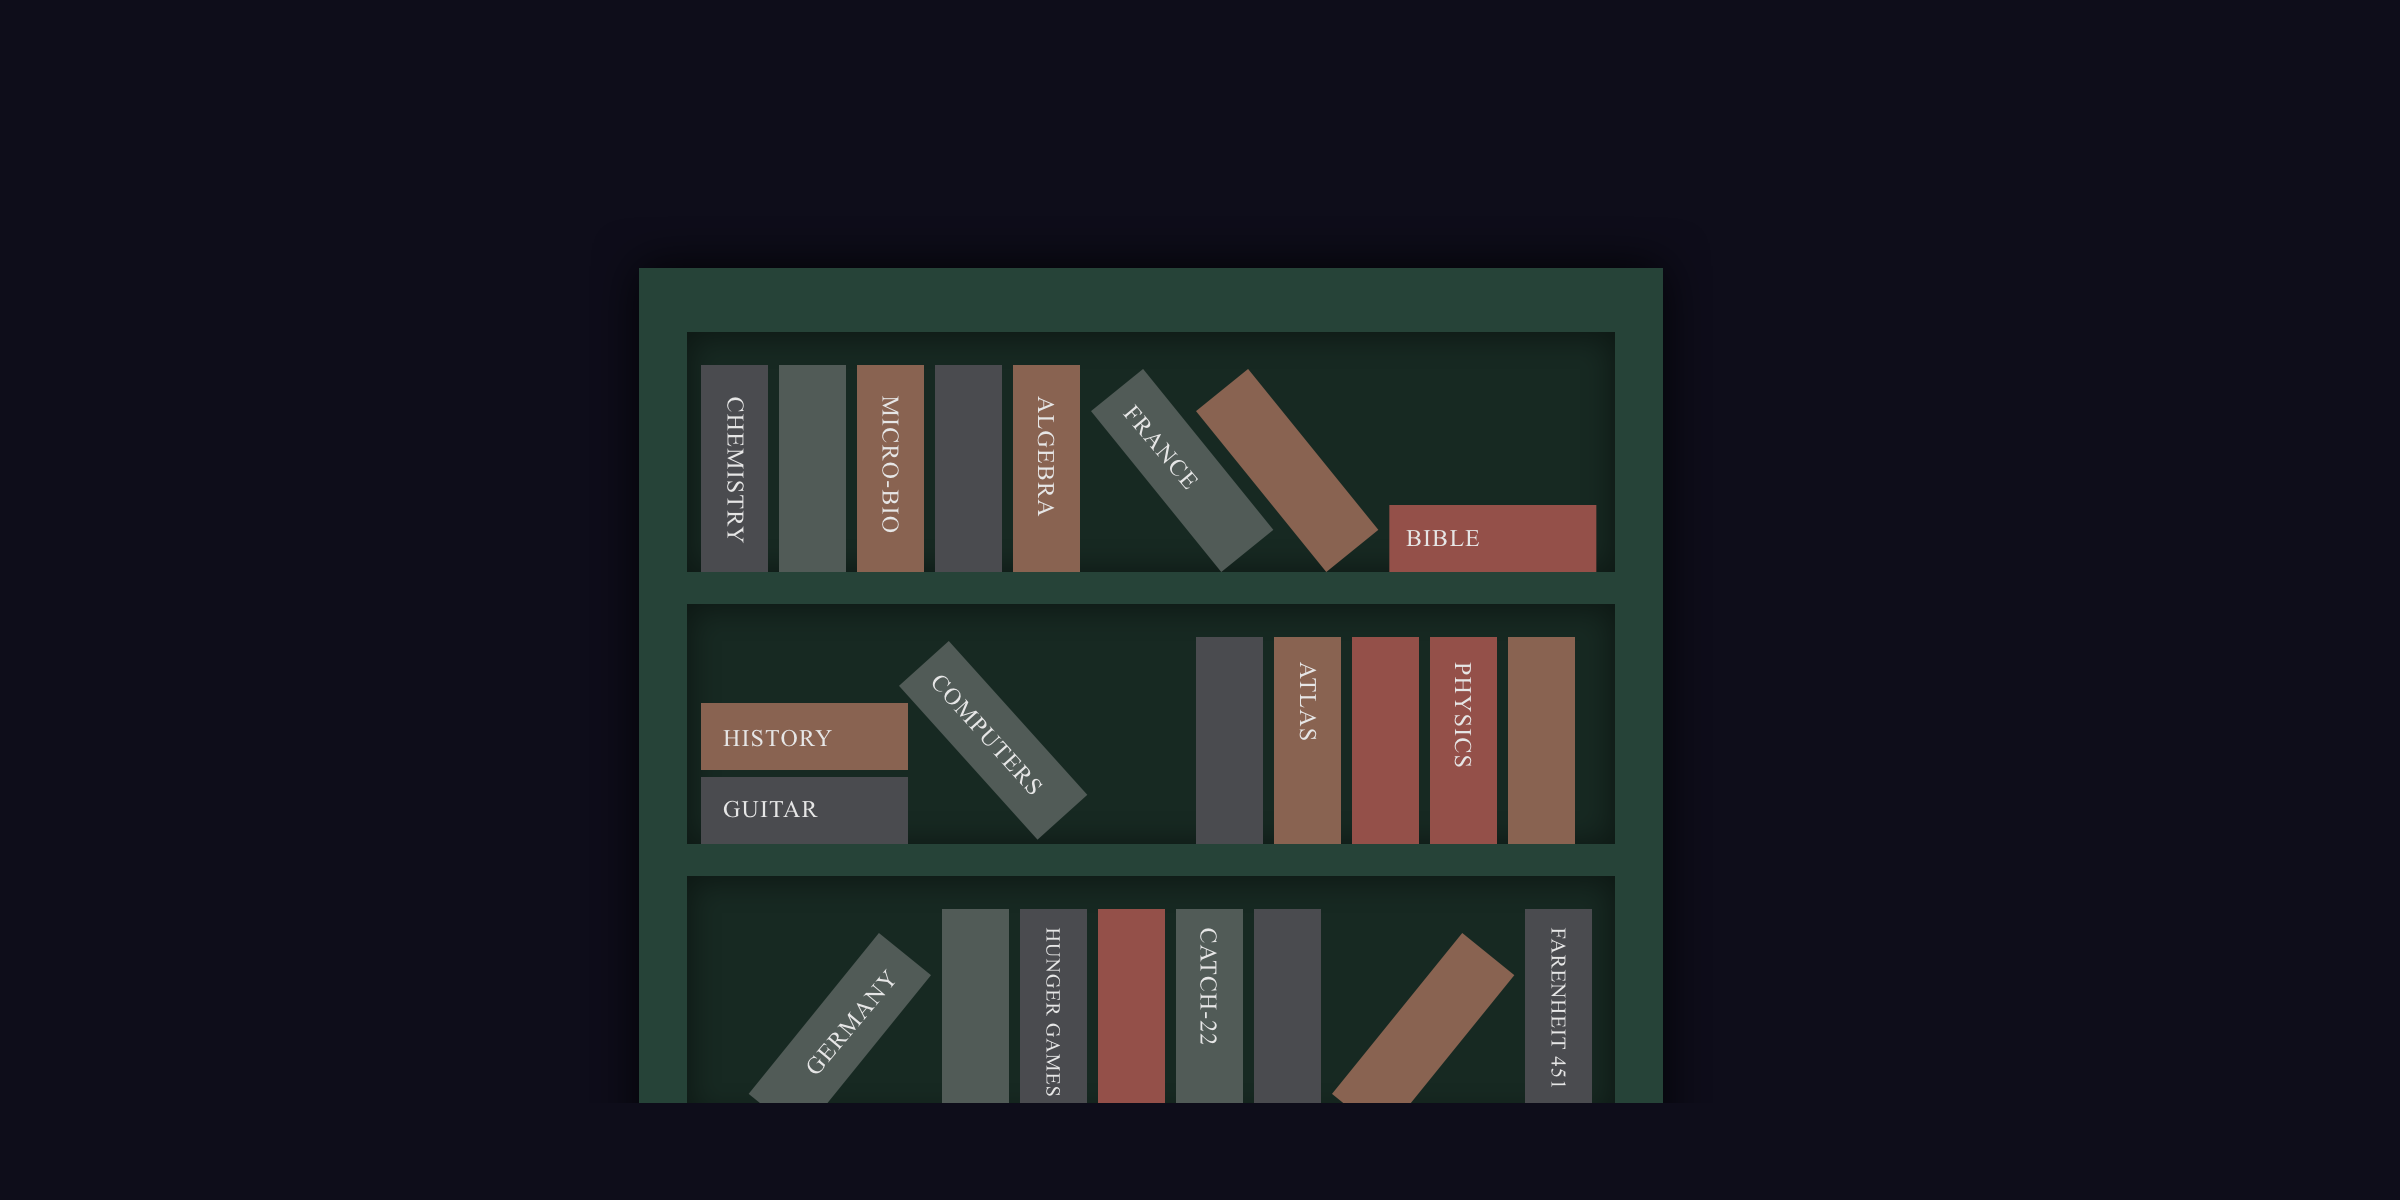 CHEMISTRY
MICRO-BIO
ALGEBRA
FRANCE
BIBLE
HISTORY
GUITAR
COMPUTERS
ATLAS
PHYSICS
GERMANY
HUNGER GAMES
CATCH-22
FARENHEIT 451